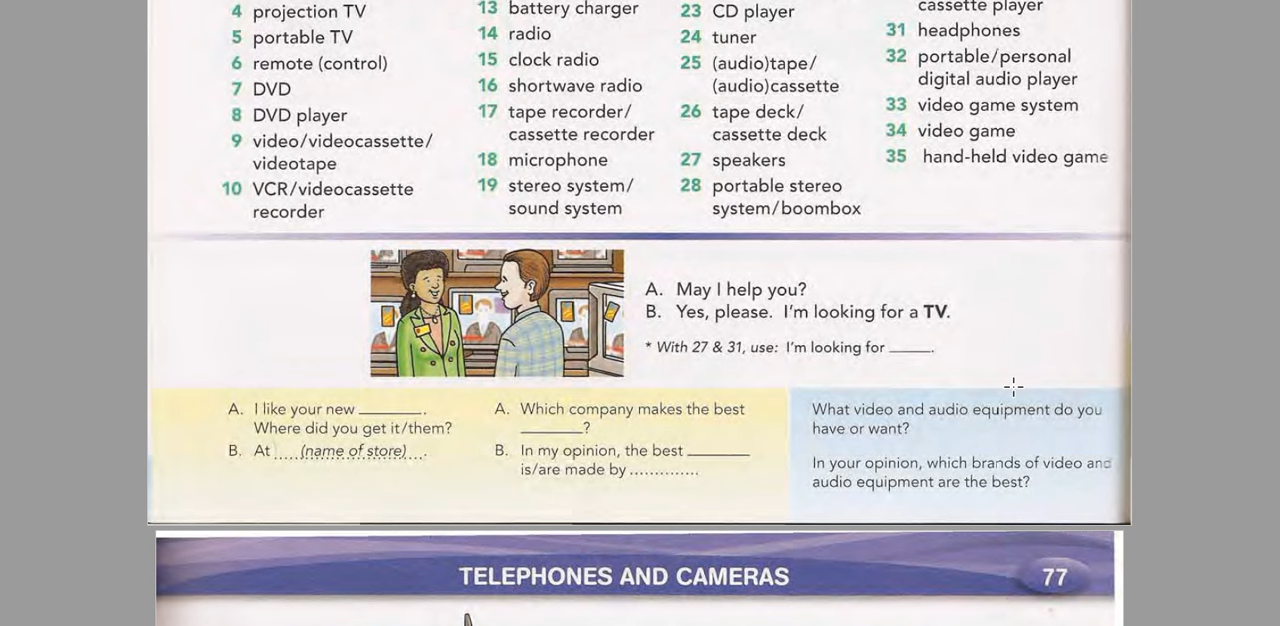 4 projection TV
5 portable TV
6 remote (control)
7 DVD
8 DVD player
9 video/videocassette/
videotape
10 VCR/videocassette
recorder
13 battery charger
14 radio
15 clock radio
16 shortwave radio
17 tape recorder/
cassette recorder
18 microphone
19 stereo system/
sound system
23 CD player
24 tuner
25 (audio)tape/
(audio)cassette
26 tape deck/
cassette deck
27 speakers
28 portable stereo
system/boombox
cassette player
31 headphones
32 portable/personal
digital audio player
33 video game system
34 video game
35 hand-held video game
A. May I help you?
B. Yes, please. I'm looking for a TV.
* With 27 & 31, use: I'm looking for _____.
A. I like your new ________.
Where did you get it/them?
B. At .....(name of store)....
A. Which company makes the best
________?
B. In my opinion, the best ________
is/are made by ..............
What video and audio equipment do you
have or want?
In your opinion, which brands of video and
audio equipment are the best?
TELEPHONES AND CAMERAS 77